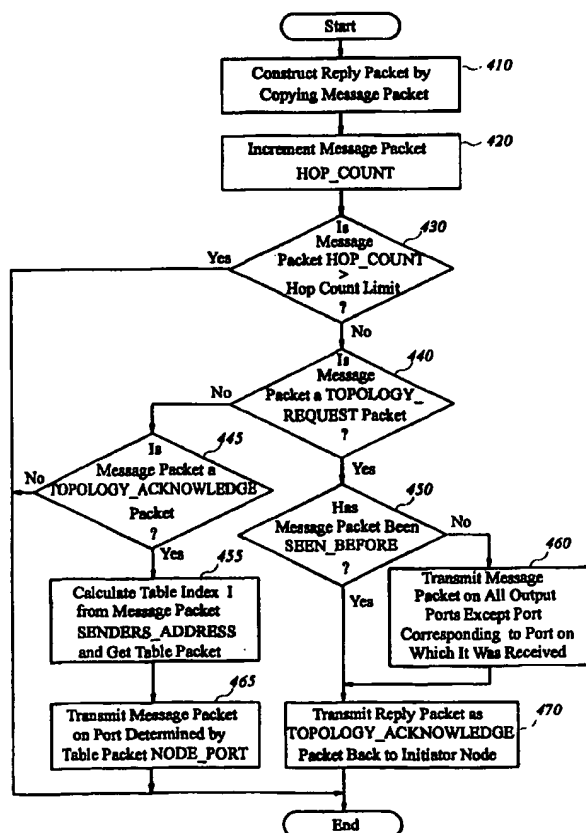 Start
410
Construct Reply Packet by
Copying Message Packet
420
Increment Message Packet
HOP_COUNT
430
Is
Message
Packet HOP_COUNT
>
Hop Count Limit
?
Yes
No
440
Is
Message
Packet a TOPOLOGY_
REQUEST Packet
?
No
Yes
445
Is
Message Packet a
TOPOLOGY_ACKNOWLEDGE
Packet
?
No
Yes
450
Has
Message Packet Been
SEEN_BEFORE
?
No
Yes
455
Calculate Table Index I
from Message Packet
SENDERS_ADDRESS
and Get Table Packet
460
Transmit Message
Packet on All Output
Ports Except Port
Corresponding to Port on
Which It Was Received
465
Transmit Message Packet
on Port Determined by
Table Packet NODE_PORT
470
Transmit Reply Packet as
TOPOLOGY_ACKNOWLEDGE
Packet Back to Initiator Node
End